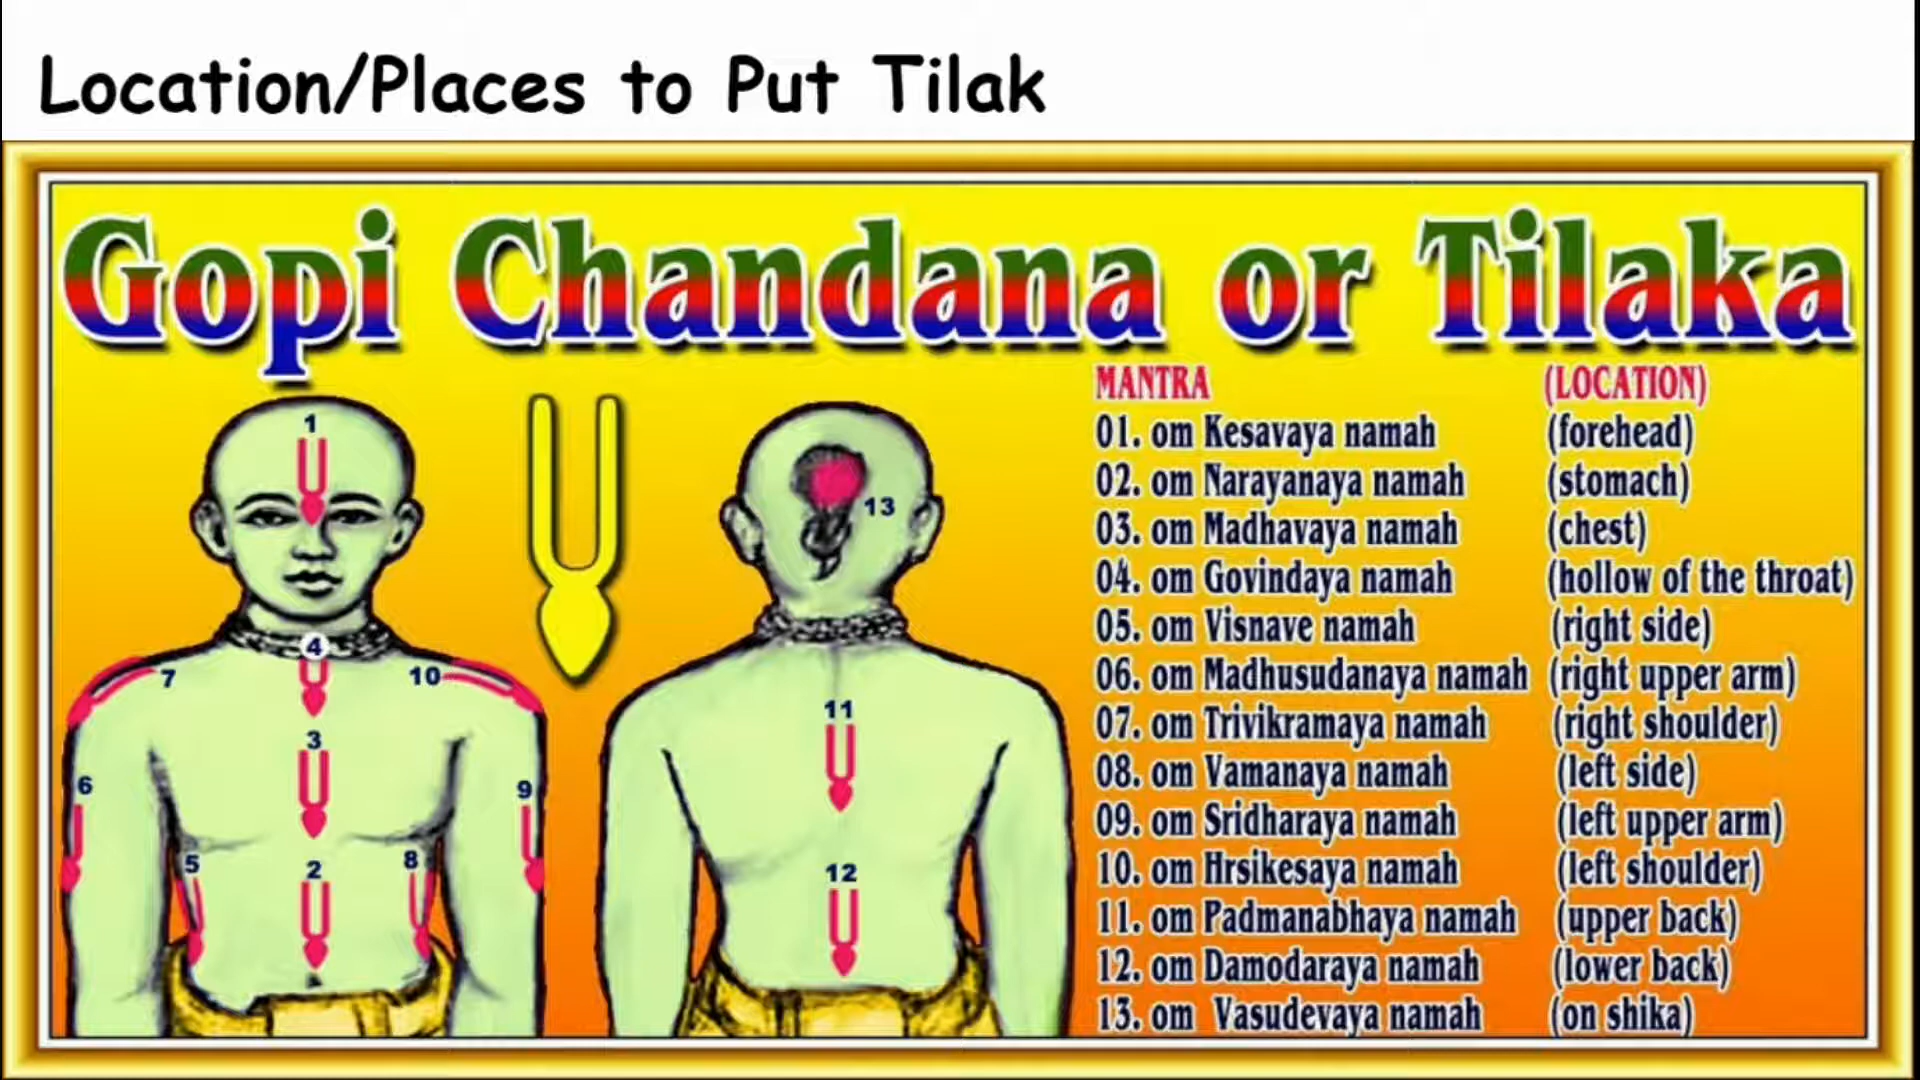 Location/Places to Put Tilak
Gopi Chandana or Tilaka
MANTRA (LOCATION)
01. om Kesavaya namah (forehead)
02. om Narayanaya namah (stomach)
03. om Madhavaya namah (chest)
04. om Govindaya namah (hollow of the throat)
05. om Visnave namah (right side)
06. om Madhusudanaya namah (right upper arm)
07. om Trivikramaya namah (right shoulder)
08. om Vamanaya namah (left side)
09. om Sridharaya namah (left upper arm)
10. om Hrsikesaya namah (left shoulder)
11. om Padmanabhaya namah (upper back)
12. om Damodaraya namah (lower back)
13. om Vasudevaya namah (on shika)
1
4
7 10
3
6 9
5 2 8
13
11
12